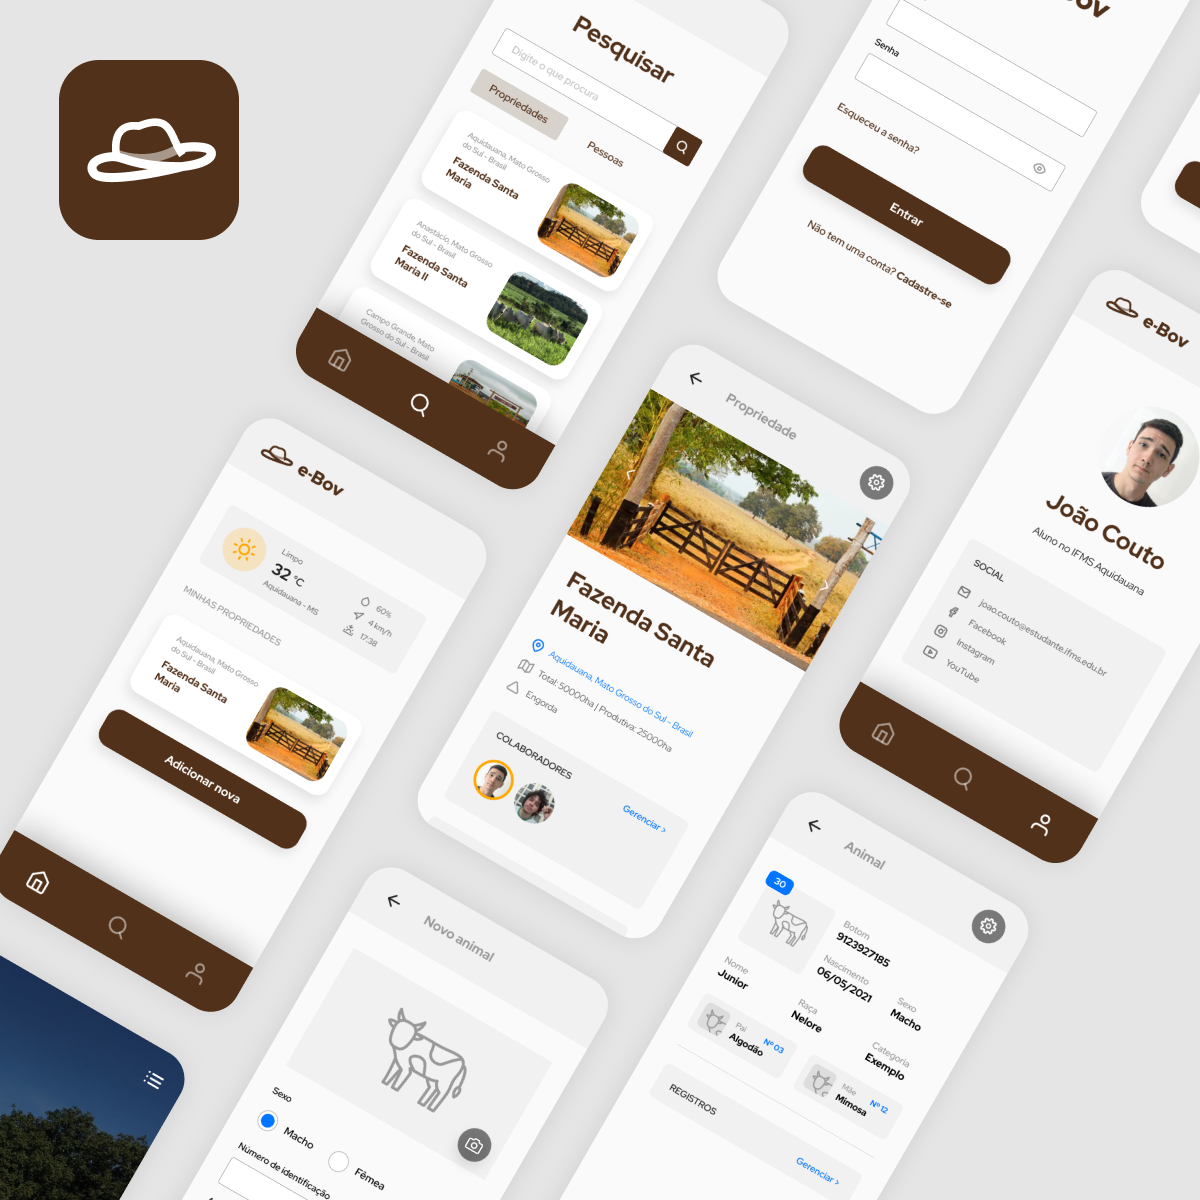 Pesquisar
Digite o que procura
Propriedades
Pessoas
Aquidauana, Mato Grosso
do Sul - Brasil
Fazenda Santa
Maria
Anastácio, Mato Grosso
do Sul - Brasil
Fazenda Santa
Maria II
Campo Grande, Mato
Grosso do Sul - Brasil
Senha
Esqueceu a senha?
Entrar
Não tem uma conta? Cadastre-se
e-Bov
João Couto
Aluno no IFMS Aquidauana
SOCIAL
joao.couto@estudante.ifms.edu.br
Facebook
Instagram
YouTube
e-Bov
Limpo
32 °C
Aquidauana - MS
60%
4 km/h
17:38
MINHAS PROPRIEDADES
Aquidauana, Mato Grosso
do Sul - Brasil
Fazenda Santa
Maria
Adicionar nova
Propriedade
Fazenda Santa
Maria
Aquidauana, Mato Grosso do Sul - Brasil
Total: 50000ha | Produtiva: 25000ha
Engorda
COLABORADORES
Gerenciar >
Novo animal
Sexo
Macho
Fêmea
Número de identificação
Animal
30
Botom
9123927185
Nascimento
06/05/2021
Sexo
Macho
Nome
Junior
Raça
Nelore
Categoria
Exemplo
Pai
Algodão
Nº 03
Mãe
Mimosa
Nº 12
REGISTROS
Gerenciar >